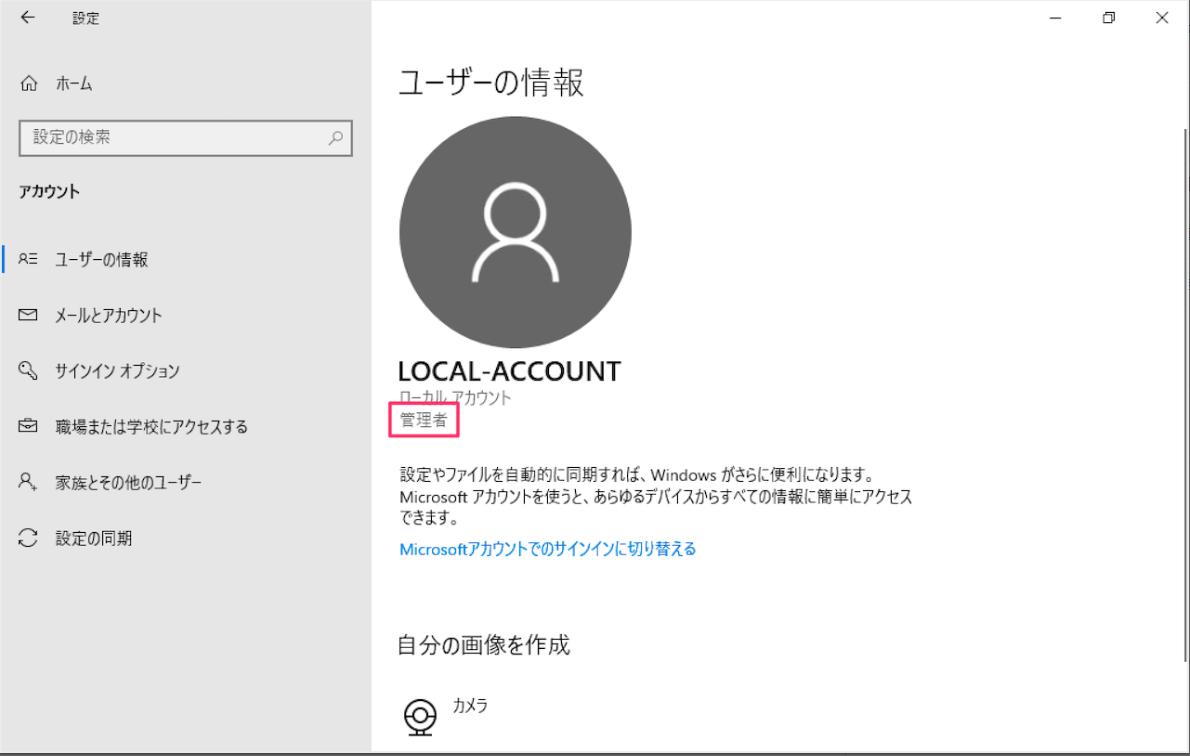 設定
ホーム
設定の検索
アカウント
ユーザーの情報
メールとアカウント
サインイン オプション
職場または学校にアクセスする
家族とその他のユーザー
設定の同期
ユーザーの情報
LOCAL-ACCOUNT
ローカル アカウント
管理者
設定やファイルを自動的に同期すれば、Windows がさらに便利になります。
Microsoft アカウントを使うと、あらゆるデバイスからすべての情報に簡単にアクセス
できます。
Microsoftアカウントでのサインインに切り替える
自分の画像を作成
カメラ